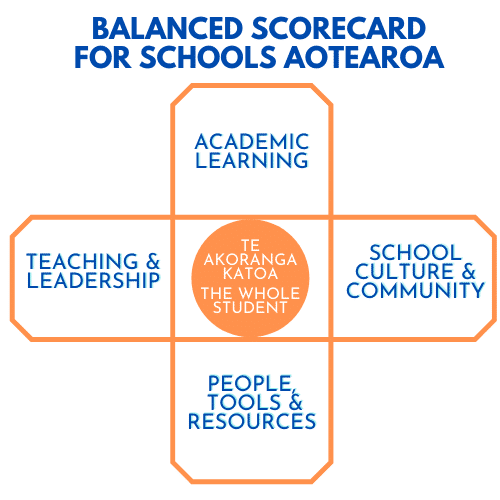 BALANCED SCORECARD
FOR SCHOOLS AOTEAROA
ACADEMIC
LEARNING
TEACHING &
LEADERSHIP
TE
AKORANGA
KATOA
THE WHOLE
STUDENT
SCHOOL
CULTURE &
COMMUNITY
PEOPLE,
TOOLS &
RESOURCES